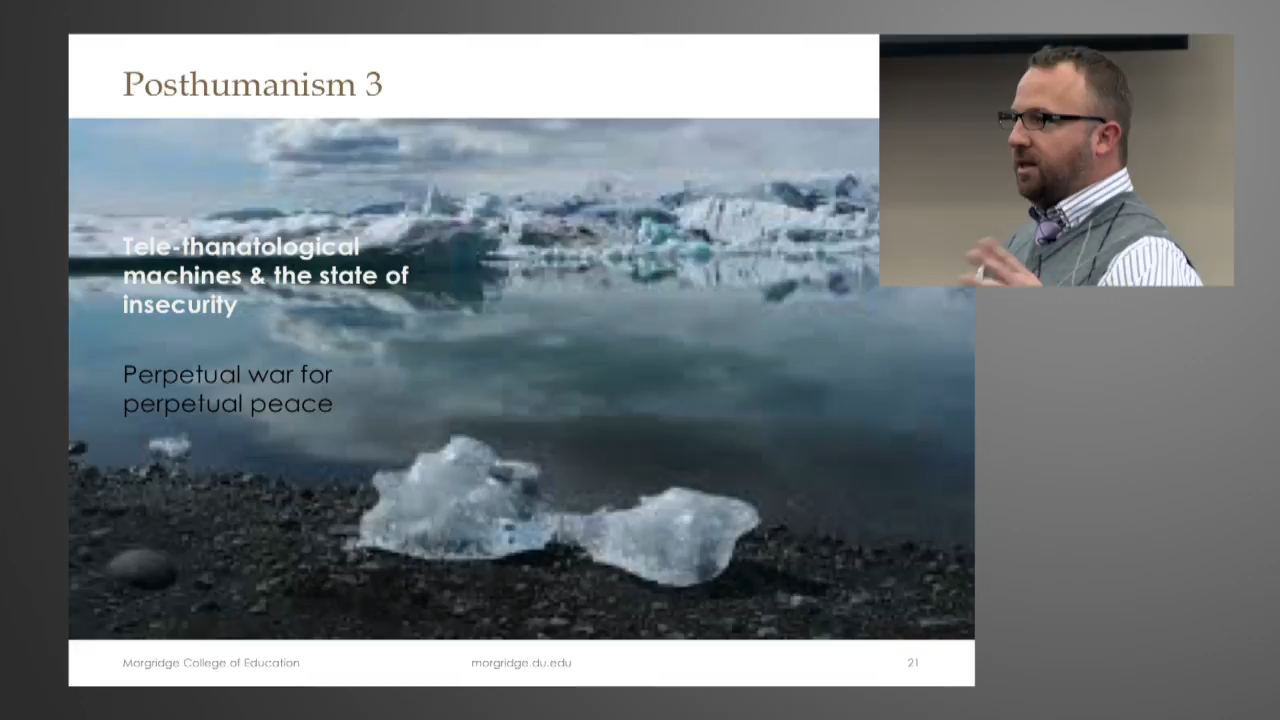 Posthumanism 3
Tele-thanatological
machines & the state of
insecurity
Perpetual war for
perpetual peace
Morgridge College of Education
morgridge.du.edu
21